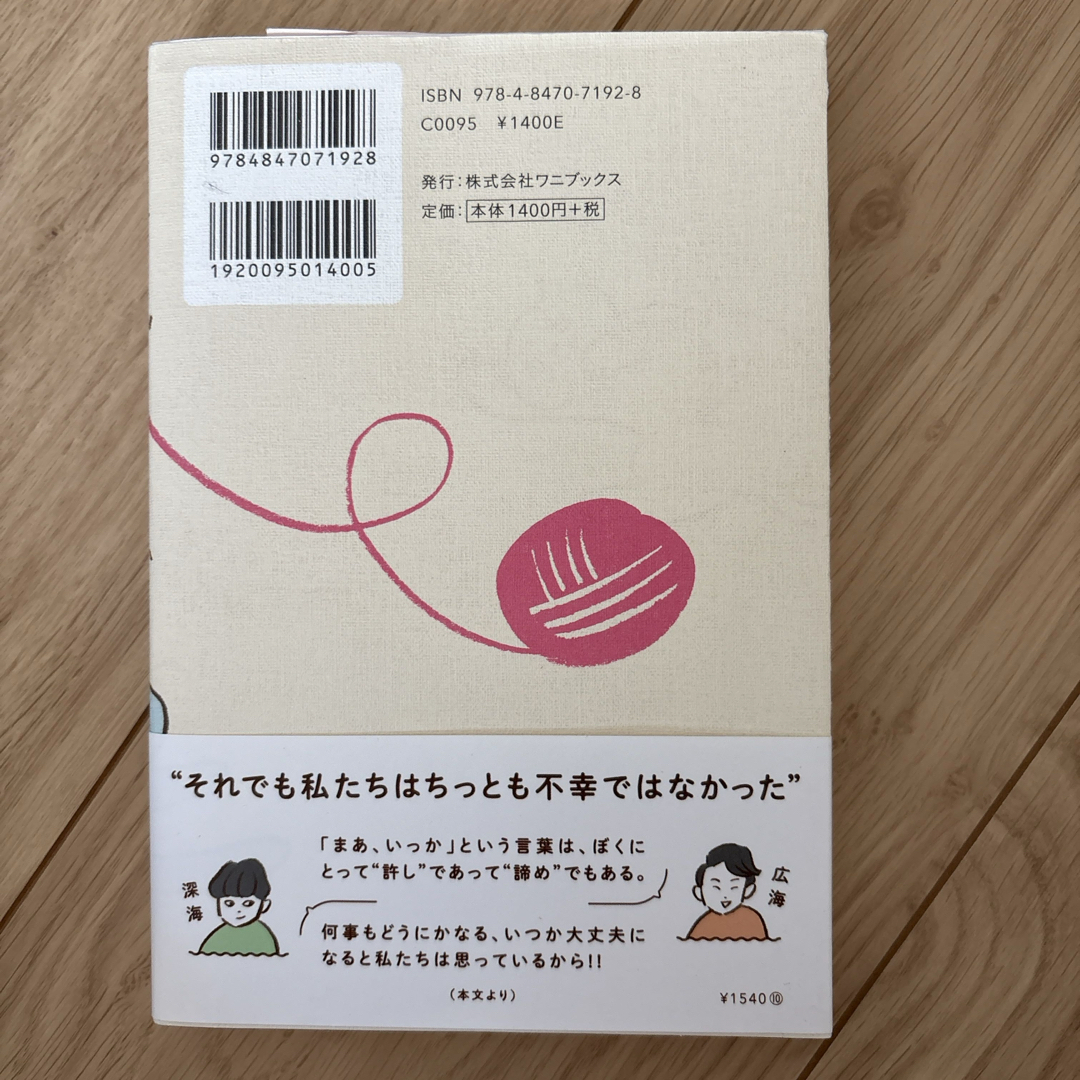 ISBN 978-4-8470-7192-8
C0095 ¥1400E
9784847071928
発行：株式会社ワニブックス
定価：本体1400円+税
1920095014005
“それでも私たちはちっとも不幸ではなかった”
「まあ、いっか」という言葉は、ぼくに
とって“許し”であって“諦め”でもある。
広海
深海
何事もどうにかなる、いつか大丈夫に
なると私たちは思っているから!!
（本文より）
¥1540⑩